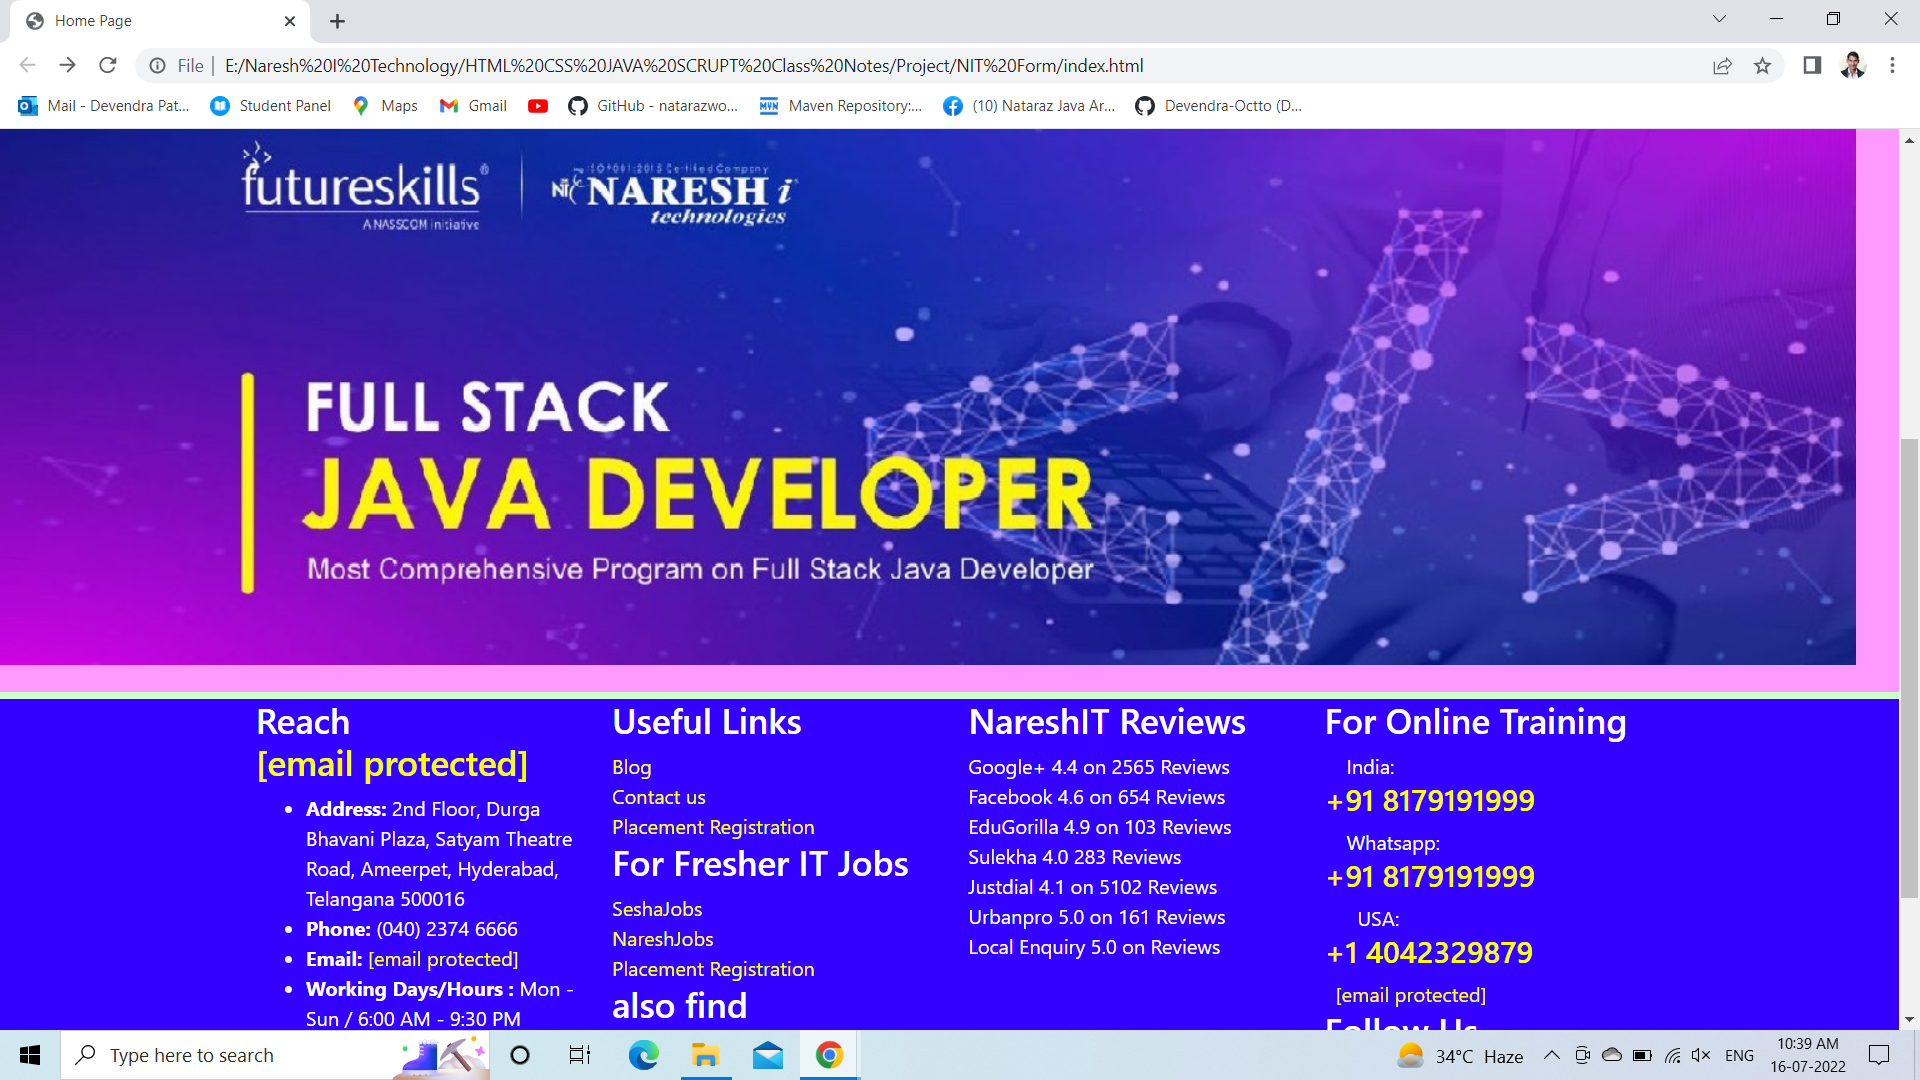 Home Page
File
E:/Naresh%20I%20Technology/HTML%20CSS%20JAVA%20SCRUPT%20Class%20Notes/Project/NIT%20Form/index.html
Mail - Devendra Pat...
Student Panel
Maps
Gmail
GitHub - natarazwo...
MVN
Maven Repository:...
(10) Nataraz Java Ar...
Devendra-Octto (D...
futureskills®
A NASSCOM Initiative
ISO 9001:2015 Certified Company
NARESH i
technologies
FULL STACK
JAVA DEVELOPER
Most Comprehensive Program on Full Stack Java Developer
Reach
[email protected]
Address: 2nd Floor, Durga
Bhavani Plaza, Satyam Theatre
Road, Ameerpet, Hyderabad,
Telangana 500016
Phone: (040) 2374 6666
Email: [email protected]
Working Days/Hours : Mon -
Sun / 6:00 AM - 9:30 PM
Useful Links
Blog
Contact us
Placement Registration
For Fresher IT Jobs
SeshaJobs
NareshJobs
Placement Registration
also find
NareshIT Reviews
Google+ 4.4 on 2565 Reviews
Facebook 4.6 on 654 Reviews
EduGorilla 4.9 on 103 Reviews
Sulekha 4.0 283 Reviews
Justdial 4.1 on 5102 Reviews
Urbanpro 5.0 on 161 Reviews
Local Enquiry 5.0 on Reviews
For Online Training
India:
+91 8179191999
Whatsapp:
+91 8179191999
USA:
+1 4042329879
[email protected]
Follow Us
Type here to search
34°C Haze
ENG
10:39 AM
16-07-2022